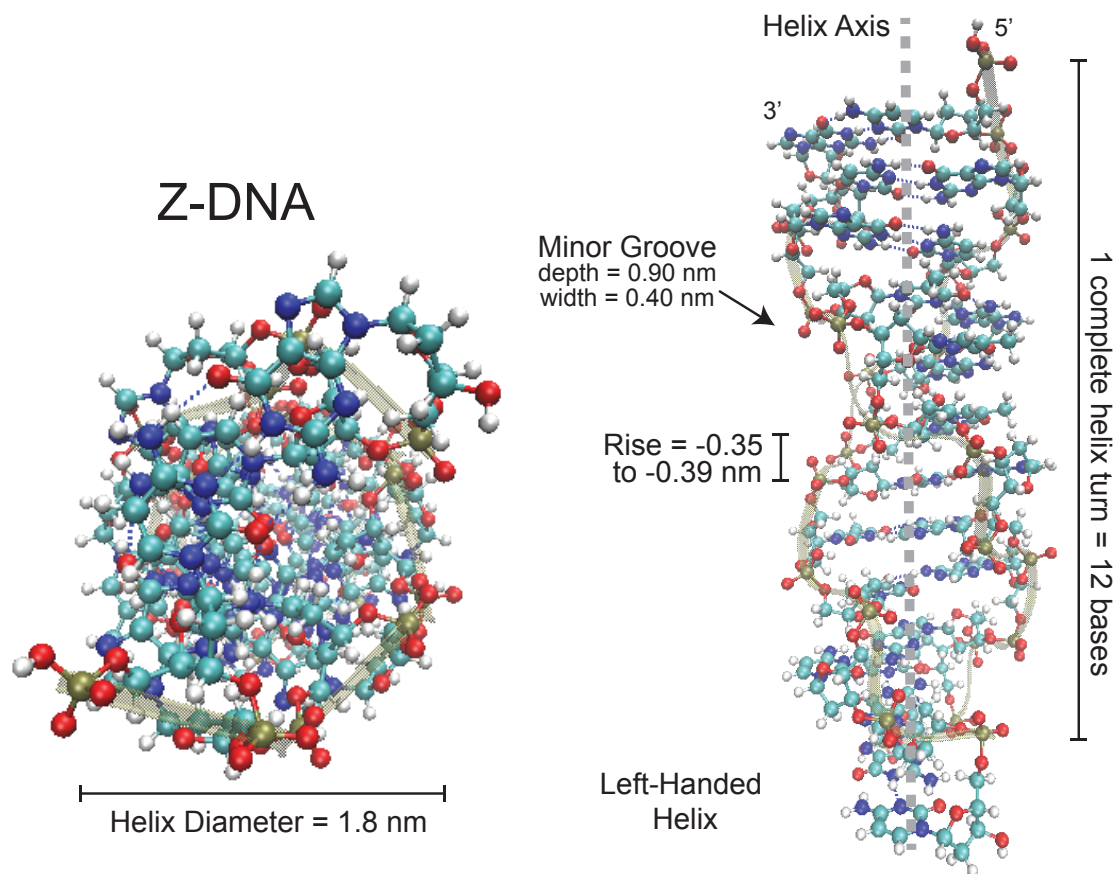 Z-DNA
Helix Diameter = 1.8 nm
Helix Axis
5’
3’
Minor Groove
depth = 0.90 nm
width = 0.40 nm
Rise = -0.35
to -0.39 nm
1 complete helix turn = 12 bases
Left-Handed
Helix